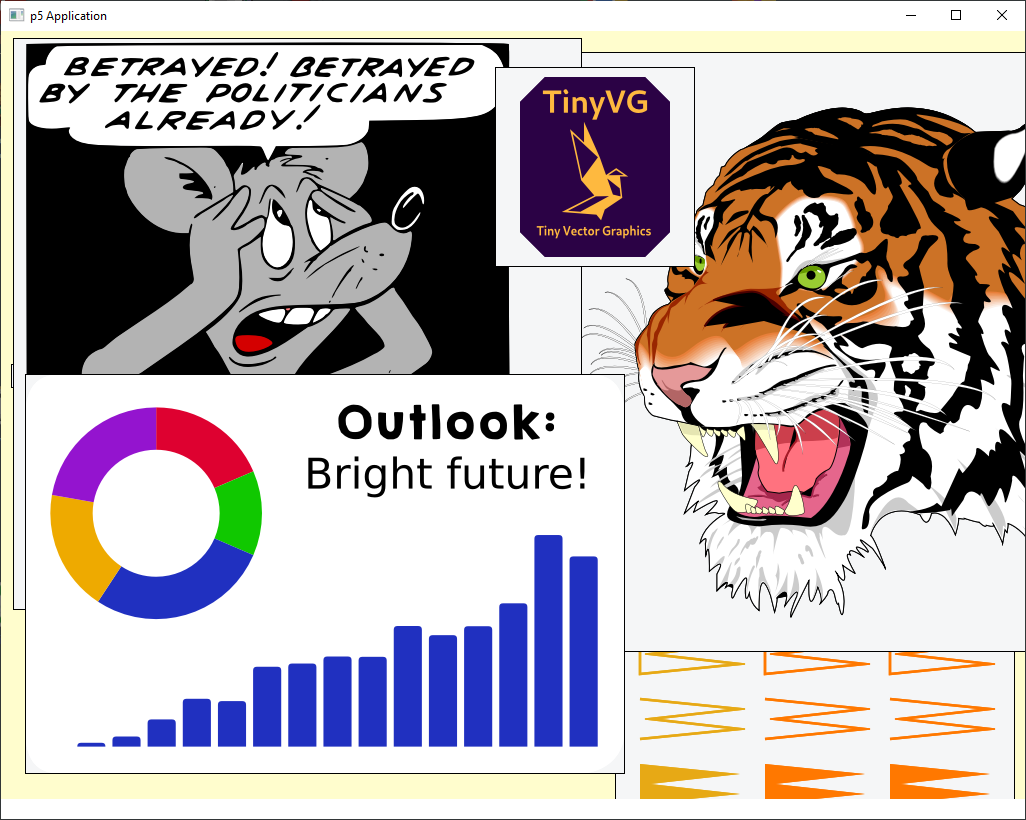 p5 Application
BETRAYED! BETRAYED
BY THE POLITICIANS
ALREADY!
TinyVG
Tiny Vector Graphics
Outlook:
Bright future!